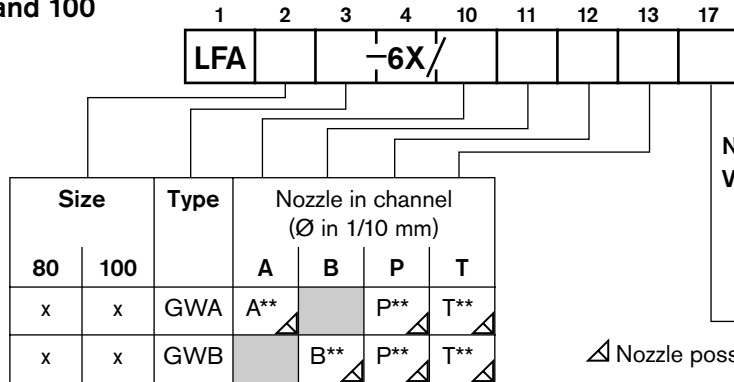 and 100
1 2 3 4 10 11 12 13 17
LFA –6X/
Size Type Nozzle in channel
(Ø in 1/10 mm)
80 100 A B P T
x x GWA A** P** T**
x x GWB B** P** T**
Nozzle